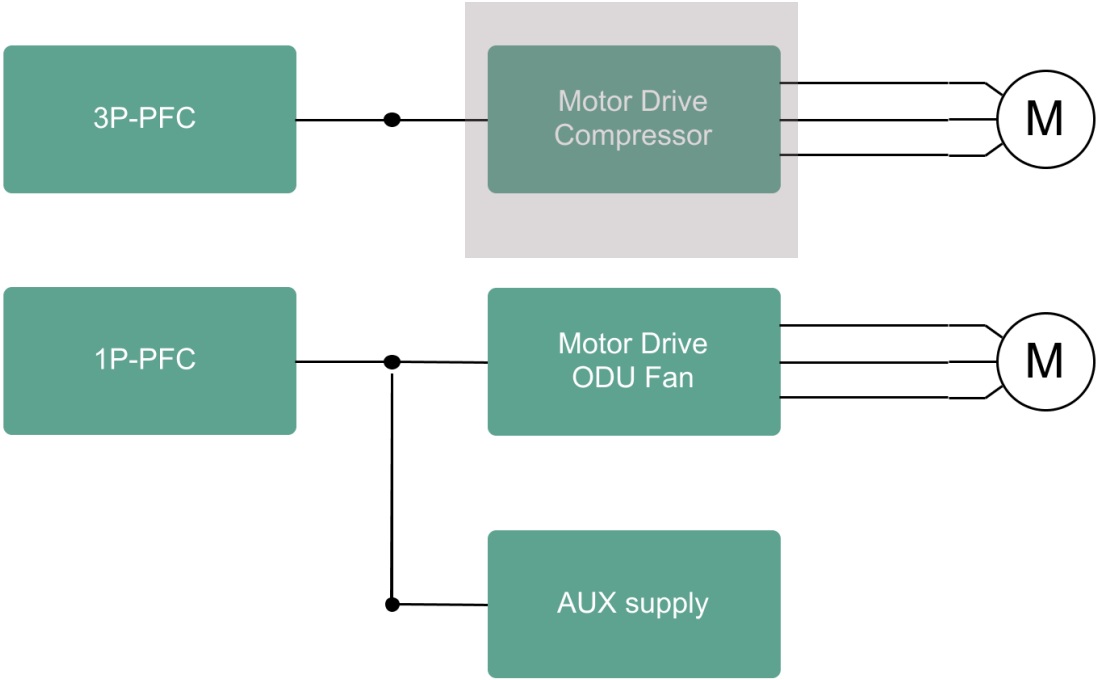 3P-PFC
Motor Drive
Compressor
M
1P-PFC
Motor Drive
ODU Fan
M
AUX supply